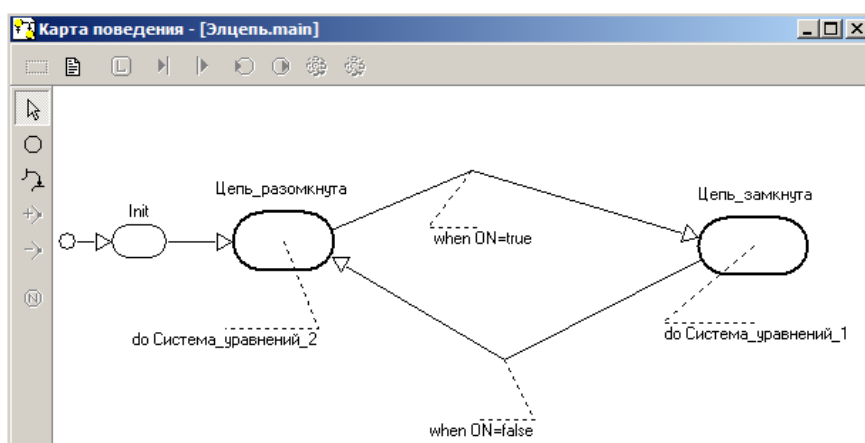 Карта поведения - [Элцепь.main]
L
Цепь_разомкнута
Цепь_замкнута
Init
when ON=true
do Система_уравнений_2
do Система_уравнений_1
N
when ON=false